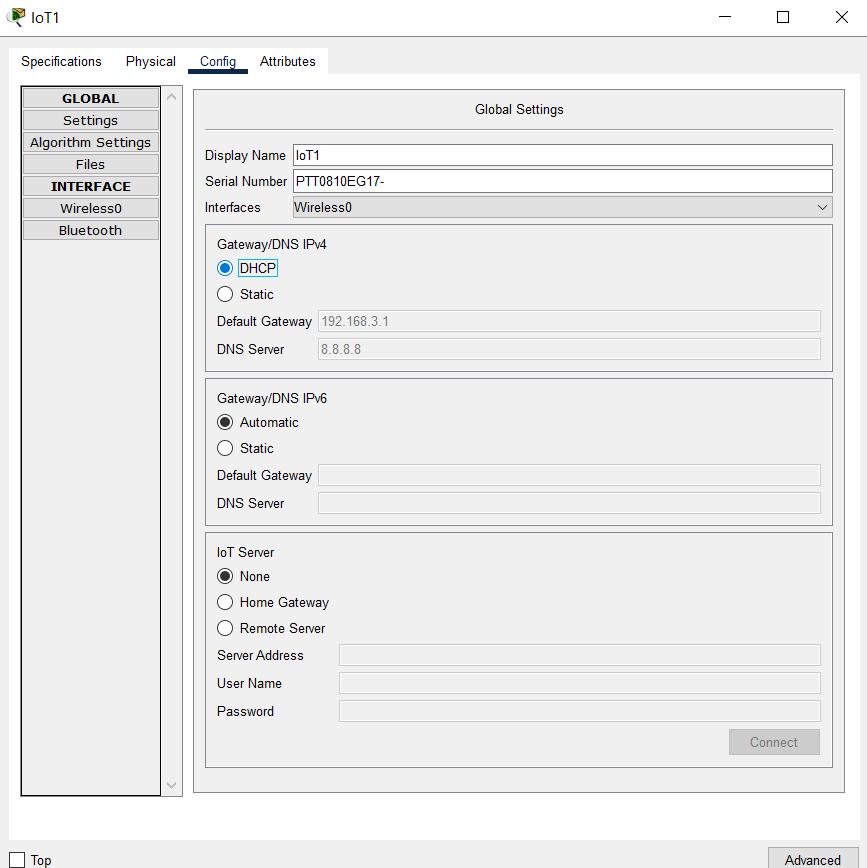 IoT1
Specifications Physical Config Attributes
GLOBAL
Settings
Algorithm Settings
Files
INTERFACE
Wireless0
Bluetooth
Global Settings
Display Name IoT1
Serial Number PTT0810EG17-
Interfaces Wireless0
Gateway/DNS IPv4
DHCP
Static
Default Gateway 192.168.3.1
DNS Server 8.8.8.8
Gateway/DNS IPv6
Automatic
Static
Default Gateway
DNS Server
IoT Server
None
Home Gateway
Remote Server
Server Address
User Name
Password
Connect
Top Advanced